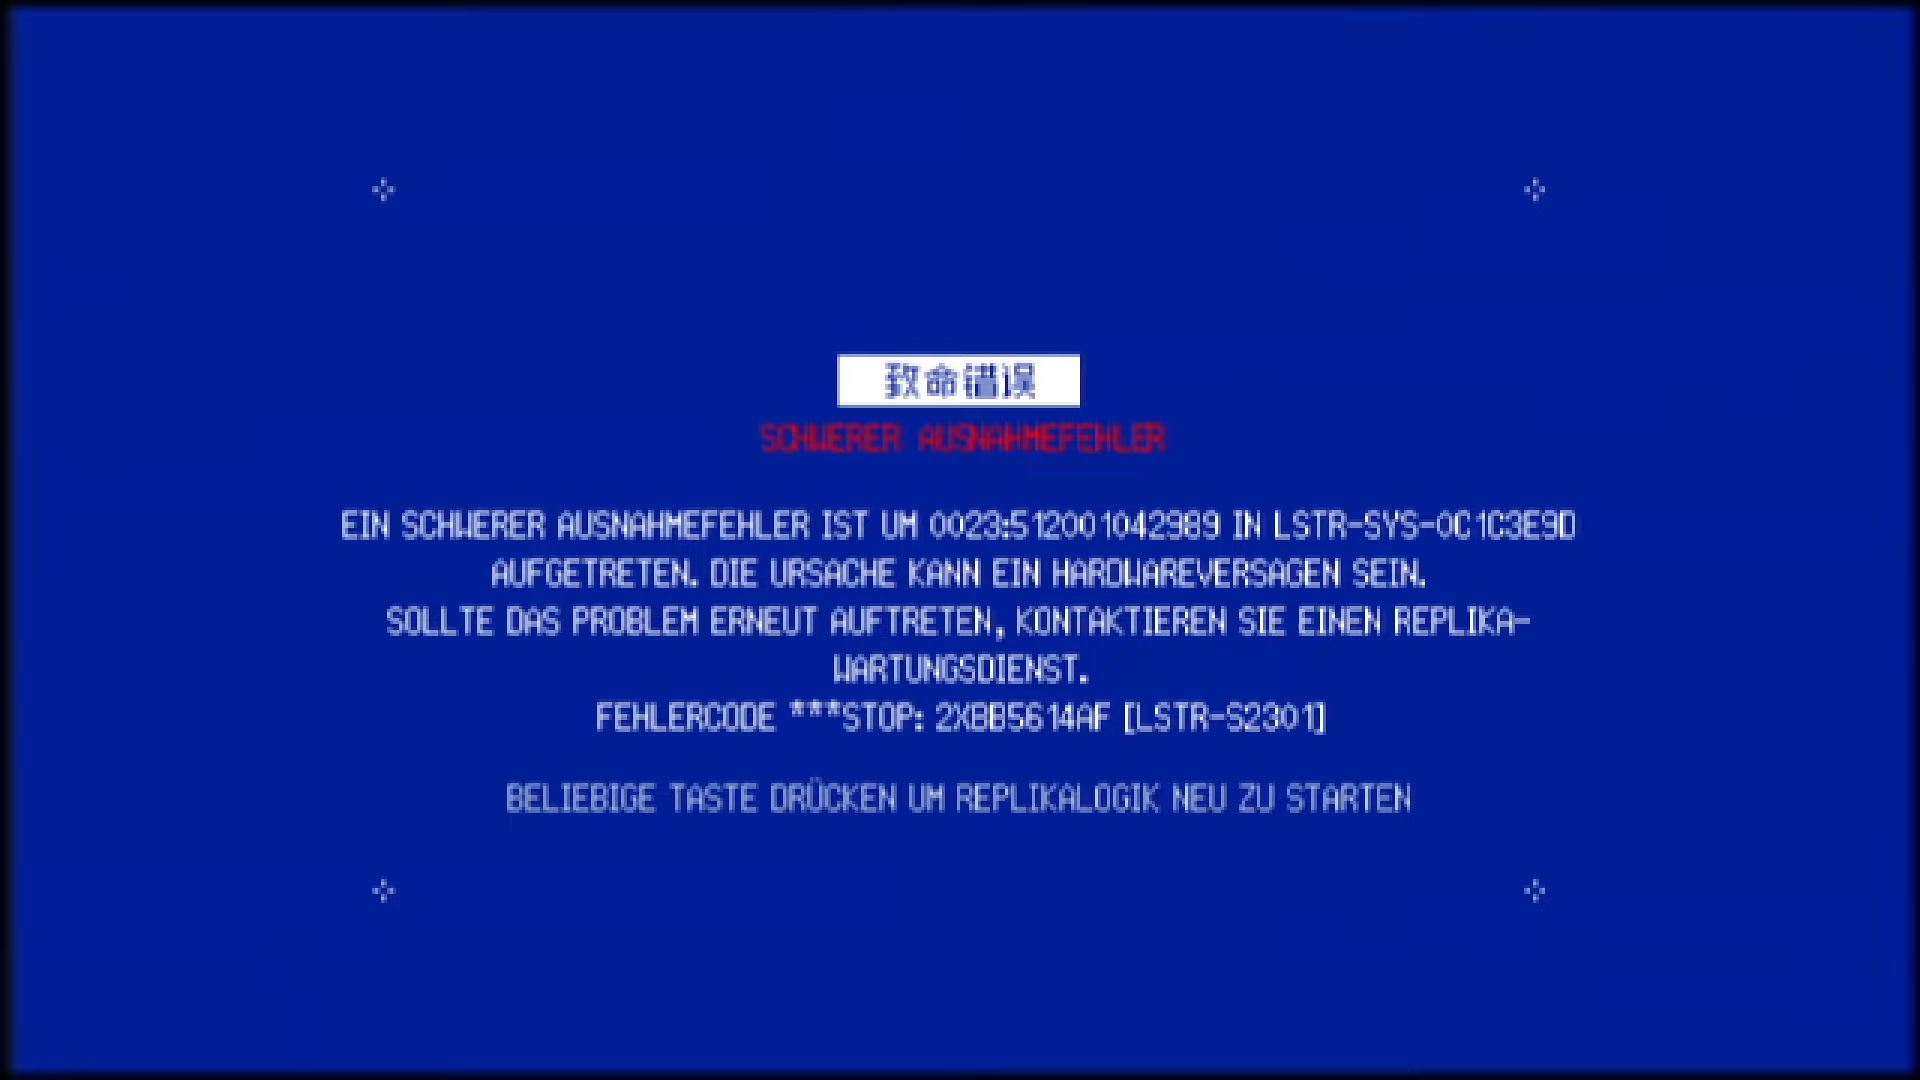 致命错误
SCHWERER AUSNAHMEFEHLER
EIN SCHWERER AUSNAHMEFEHLER IST UM 0023:512001042989 IN LSTR-SYS-0C1C3E9D
AUFGETRETEN. DIE URSACHE KANN EIN HARDWAREVERSAGEN SEIN.
SOLLTE DAS PROBLEM ERNEUT AUFTRETEN, KONTAKTIEREN SIE EINEN REPLIKA-
WARTUNGSDIENST.
FEHLERCODE ***STOP: 2XBB5614AF [LSTR-S2301]
BELIEBIGE TASTE DRÜCKEN UM REPLIKALOGIK NEU ZU STARTEN